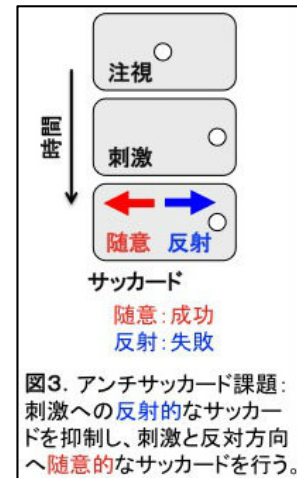 注視
時間
刺激
随意 反射
サッカード
随意:成功
反射:失敗
図3. アンチサッカード課題:
刺激への反射的なサッカー
ドを抑制し、刺激と反対方向
へ随意的なサッカードを行う。